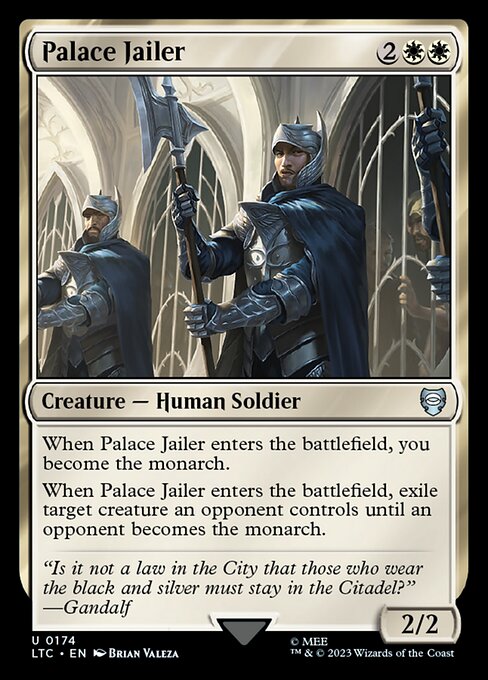 Palace Jailer 2
Creature — Human Soldier
When Palace Jailer enters the battlefield, you
become the monarch.
When Palace Jailer enters the battlefield, exile
target creature an opponent controls until an
opponent becomes the monarch.
“Is it not a law in the City that those who wear
the black and silver must stay in the Citadel?”
—Gandalf
2/2
U 0174
LTC • EN Brian Valeza
© MEE
™ & © 2023 Wizards of the Coast